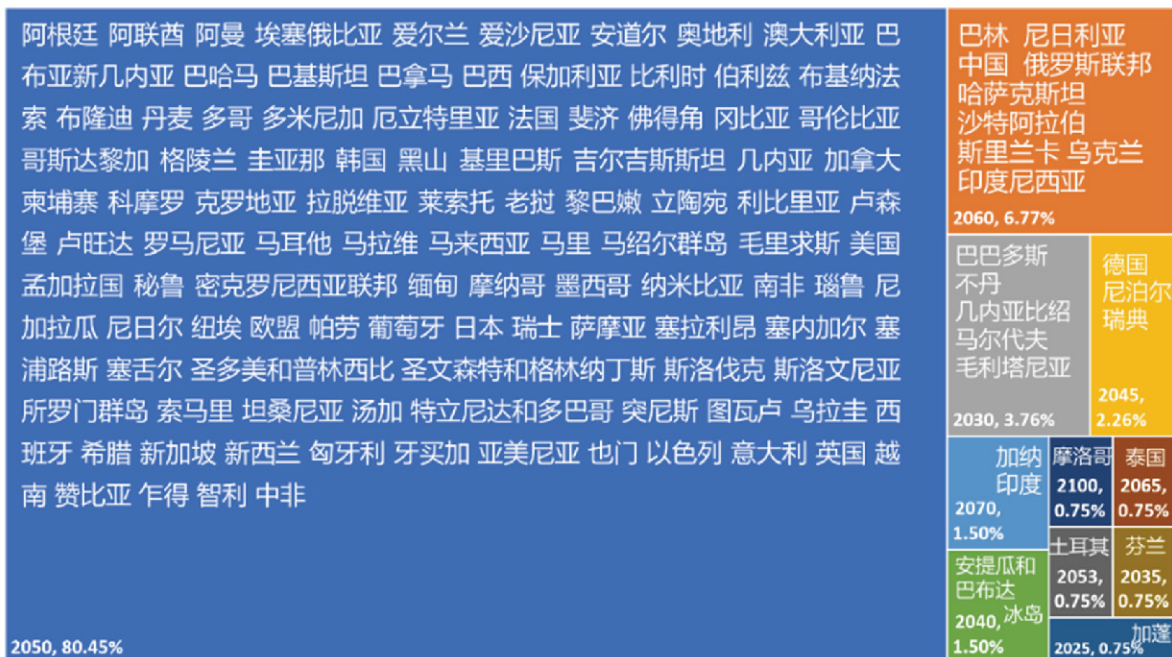 阿根廷 阿联酋 阿曼 埃塞俄比亚 爱尔兰 爱沙尼亚 安道尔 奥地利 澳大利亚 巴
布亚新几内亚 巴哈马 巴基斯坦 巴拿马 巴西 保加利亚 比利时 伯利兹 布基纳法
索 布隆迪 丹麦 多哥 多米尼加 厄立特里亚 法国 斐济 佛得角 冈比亚 哥伦比亚
哥斯达黎加 格陵兰 圭亚那 韩国 黑山 基里巴斯 吉尔吉斯斯坦 几内亚 加拿大
柬埔寨 科摩罗 克罗地亚 拉脱维亚 莱索托 老挝 黎巴嫩 立陶宛 利比里亚 卢森
堡 卢旺达 罗马尼亚 马耳他 马拉维 马来西亚 马里 马绍尔群岛 毛里求斯 美国
孟加拉国 秘鲁 密克罗尼西亚联邦 缅甸 摩纳哥 墨西哥 纳米比亚 南非 瑙鲁 尼
加拉瓜 尼日尔 纽埃 欧盟 帕劳 葡萄牙 日本 瑞士 萨摩亚 塞拉利昂 塞内加尔 塞
浦路斯 塞舌尔 圣多美和普林西比 圣文森特和格林纳丁斯 斯洛伐克 斯洛文尼亚
所罗门群岛 索马里 坦桑尼亚 汤加 特立尼达和多巴哥 突尼斯 图瓦卢 乌拉圭 西
班牙 希腊 新加坡 新西兰 匈牙利 牙买加 亚美尼亚 也门 以色列 意大利 英国 越
南 赞比亚 乍得 智利 中非
2050, 80.45%
巴林 尼日利亚
中国 俄罗斯联邦
哈萨克斯坦
沙特阿拉伯
斯里兰卡 乌克兰
印度尼西亚
2060, 6.77%
巴巴多斯
不丹
几内亚比绍
马尔代夫
毛利塔尼亚
2030, 3.76%
德国
尼泊尔
瑞典
2045,
2.26%
加纳
印度
2070,
1.50%
摩洛哥
2100,
0.75%
泰国
2065,
0.75%
土耳其
2053,
0.75%
芬兰
2035,
0.75%
安提瓜和
巴布达
冰岛
2040,
1.50%
加蓬
2025, 0.75%